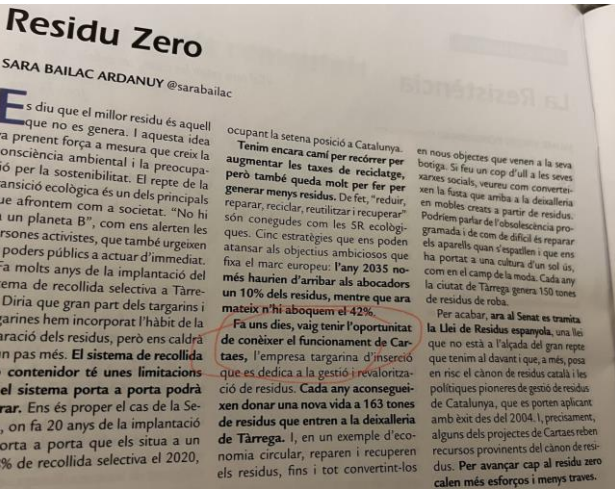 Residu Zero
SARA BAILAC ARDANUY @sarabailac
Es diu que el millor residu és aquell
que no es genera. I aquesta idea
va prenent força a mesura que creix la
consciència ambiental i la preocupa-
ió per la sostenibilitat. El repte de la
ransició ecològica és un dels principals
ue afrontem com a societat. “No hi
un planeta B”, com ens alerten les
rsones activistes, que també urgeixen
poders públics a actuar d’immediat.
Fa molts anys de la implantació del
tema de recollida selectiva a Tàrre-
Diria que gran part dels targarins i
garines hem incorporat l’hàbit de la
aració dels residus, però ens caldrà
n pas més. El sistema de recollida
contenidor té unes limitacions
el sistema porta a porta podrà
rar. Ens és proper el cas de la Se-
, on fa 20 anys de la implantació
orta a porta que els situa a un
% de recollida selectiva el 2020,
ocupant la setena posició a Catalunya.
Tenim encara camí per recórrer per
augmentar les taxes de reciclatge,
però també queda molt per fer per
generar menys residus. De fet, “reduir,
reparar, reciclar, reutilitzar i recuperar”
són conegudes com les 5R ecològi-
ques. Cinc estratègies que ens poden
atansar als objectius ambiciosos que
fixa el marc europeu: l’any 2035 no-
més haurien d’arribar als abocadors
un 10% dels residus, mentre que ara
mateix n’hi aboquem el 42%.
Fa uns dies, vaig tenir l’oportunitat
de conèixer el funcionament de Car-
taes, l’empresa targarina d’inserció
que es dedica a la gestió i revaloritza-
ció de residus. Cada any aconseguei-
xen donar una nova vida a 163 tones
de residus que entren a la deixalleria
de Tàrrega. I, en un exemple d’eco-
nomia circular, reparen i recuperen
els residus, fins i tot convertint-los
en nous objectes que venen a la seva
botiga. Si feu un cop d’ull a les seves
xarxes socials, veureu com convertei-
xen la fusta que arriba a la deixalleria
en mobles creats a partir de residus.
Podríem parlar de l’obsolescència pro-
gramada i de com de difícil és reparar
els aparells quan s’espatllen i que ens
ha portat a una cultura d’un sol ús,
com en el camp de la moda. Cada any
la ciutat de Tàrrega genera 150 tones
de residus de roba.
Per acabar, ara al Senat es tramita
la Llei de Residus espanyola, una llei
que no està a l’alçada del gran repte
que tenim al davant i que, a més, posa
en risc el cànon de residus català i les
polítiques pioneres de gestió de residus
de Catalunya, que es porten aplicant
amb èxit des del 2004. I, precisament,
alguns dels projectes de Cartaes reben
recursos provinents del cànon de resi-
dus. Per avançar cap al residu zero
calen més esforços i menys traves.
La Resistència